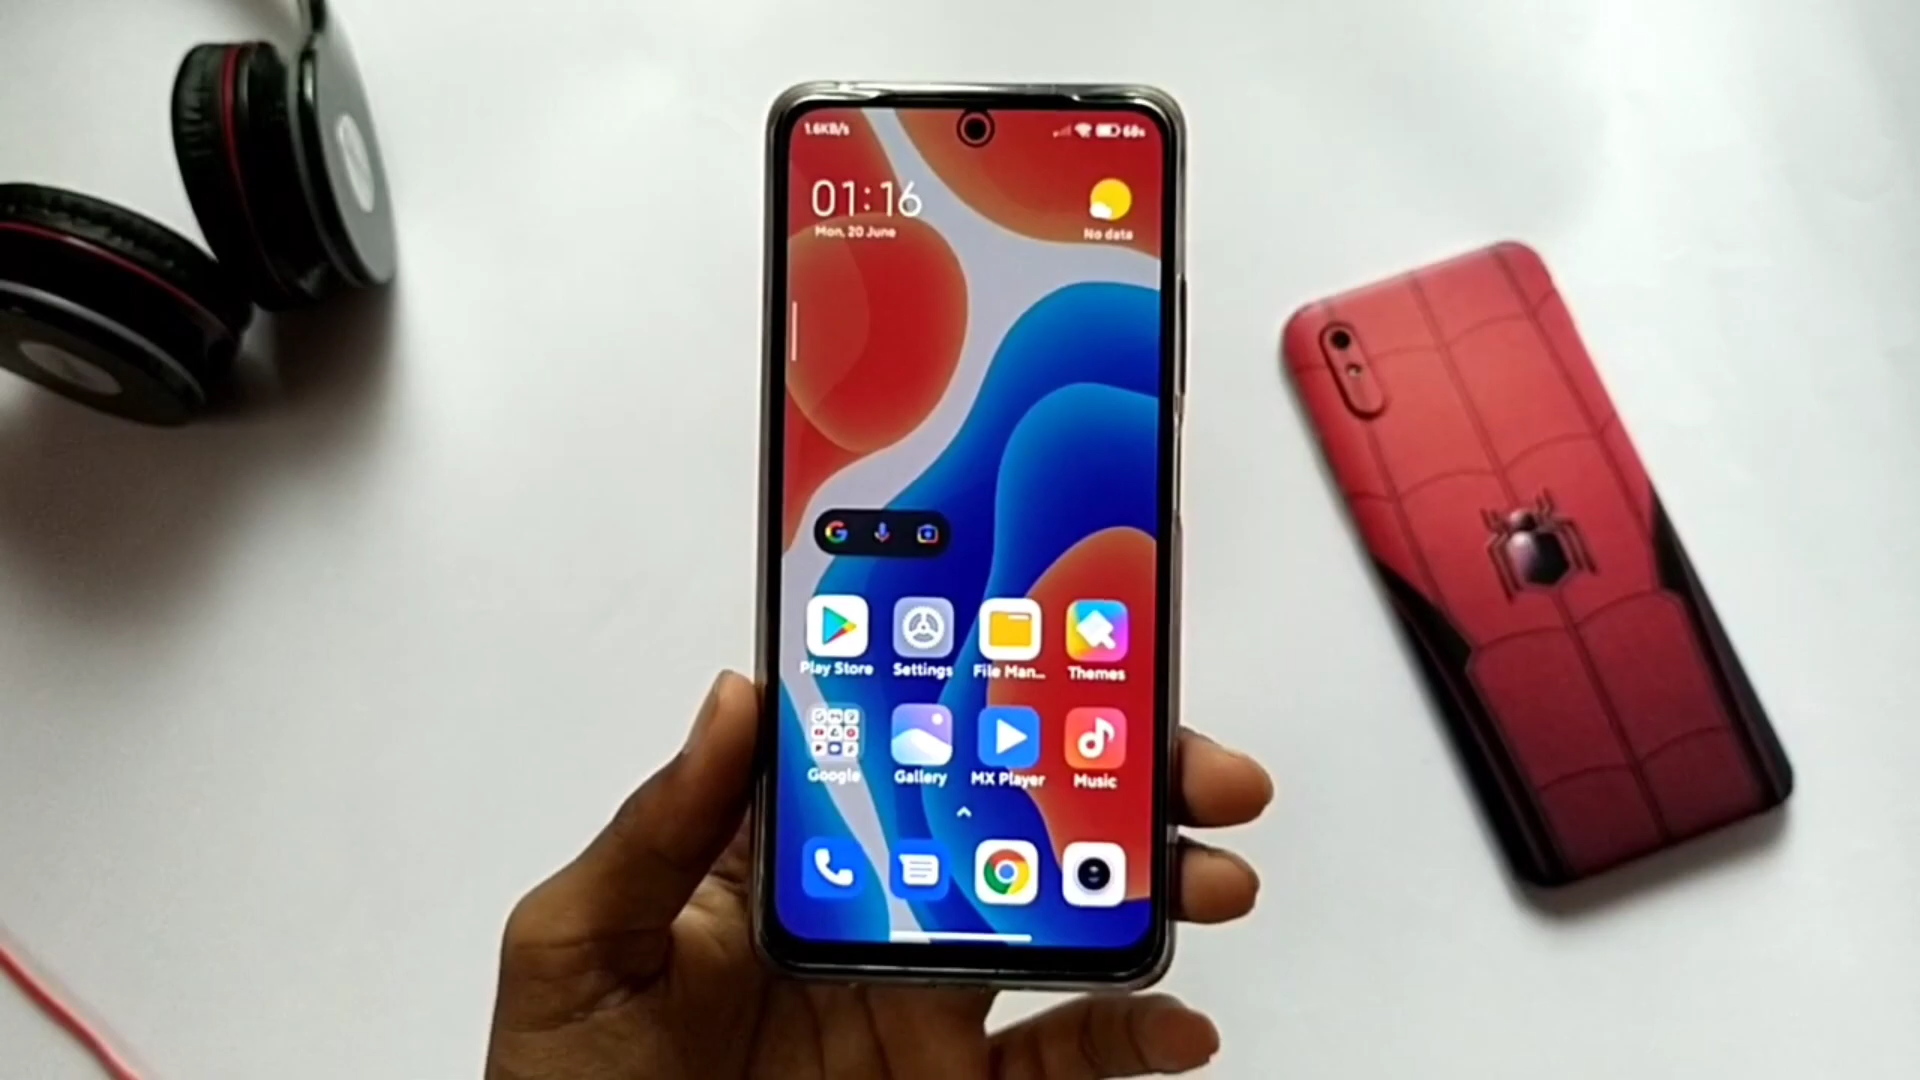 1.6KB/s
01:16
Mon, 20 June
No data
Play Store
Settings
File Man...
Themes
Google
Gallery
MX Player
Music